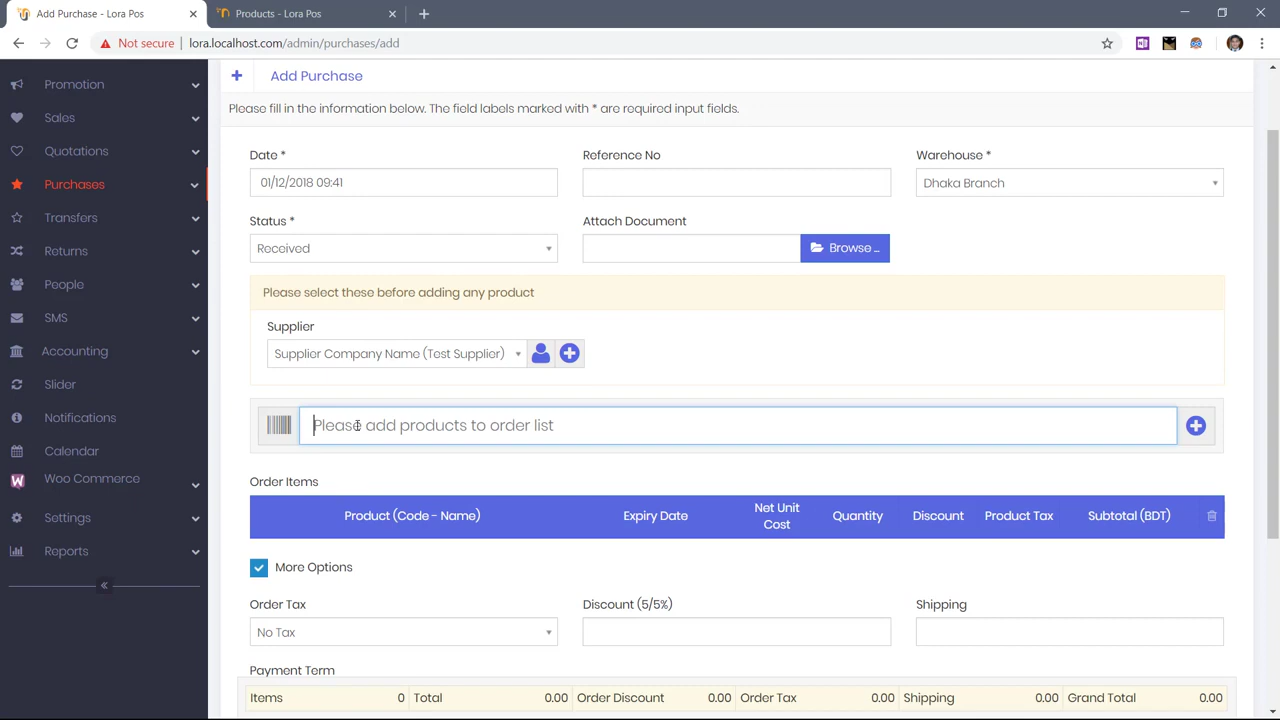 Add Purchase - Lora Pos
Products - Lora Pos
Not secure
lora.localhost.com/admin/purchases/add
Promotion
Sales
Quotations
Purchases
Transfers
Returns
People
SMS
Accounting
Slider
Notifications
Calendar
Woo Commerce
Settings
Reports
Add Purchase
Please fill in the information below. The field labels marked with * are required input fields.
Date *
Reference No
Warehouse *
01/12/2018 09:41
Dhaka Branch
Status *
Attach Document
Received
Browse ...
Please select these before adding any product
Supplier
Supplier Company Name (Test Supplier)
Please add products to order list
Order Items
Product (Code - Name)
Expiry Date
Net Unit
Cost
Quantity
Discount
Product Tax
Subtotal (BDT)
More Options
Order Tax
Discount (5/5%)
Shipping
No Tax
Payment Term
Items 0 Total 0.00 Order Discount 0.00 Order Tax 0.00 Shipping 0.00 Grand Total 0.00